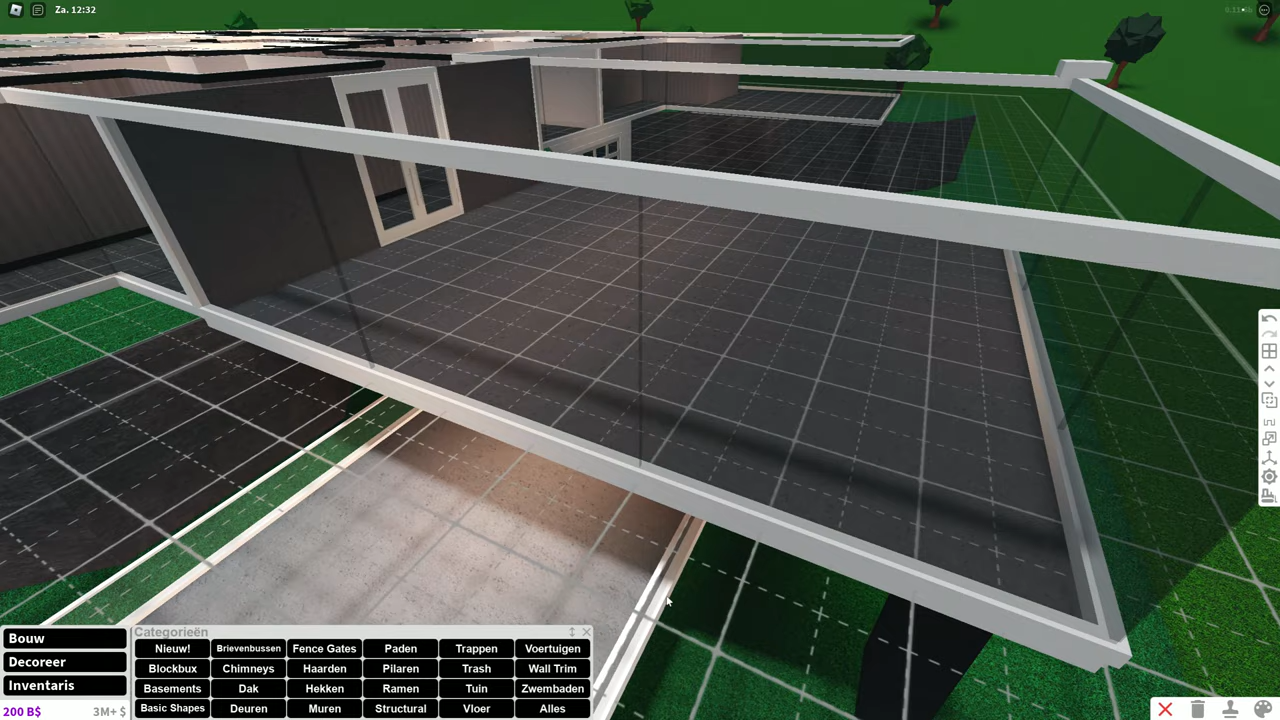 Za. 12:32
Bouw
Decoreer
Inventaris
200 B$ 3M+ $
Categorieën
Nieuw! Brievenbussen Fence Gates Paden Trappen Voertuigen
Blockbux Chimneys Haarden Pilaren Trash Wall Trim
Basements Dak Hekken Ramen Tuin Zwembaden
Basic Shapes Deuren Muren Structural Vloer Alles